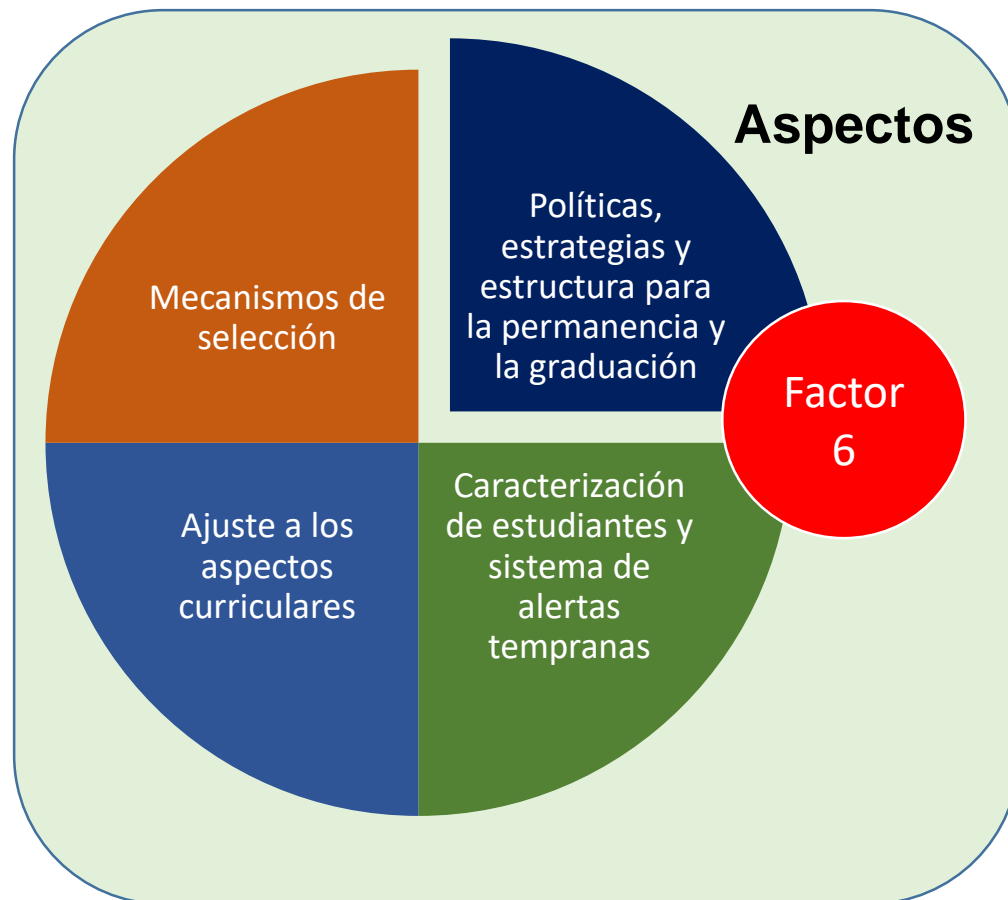 Aspectos
Políticas,
estrategias y
estructura para
la permanencia y
la graduación
Mecanismos de
selección
Factor
6
Caracterización
de estudiantes y
sistema de
alertas
tempranas
Ajuste a los
aspectos
curriculares